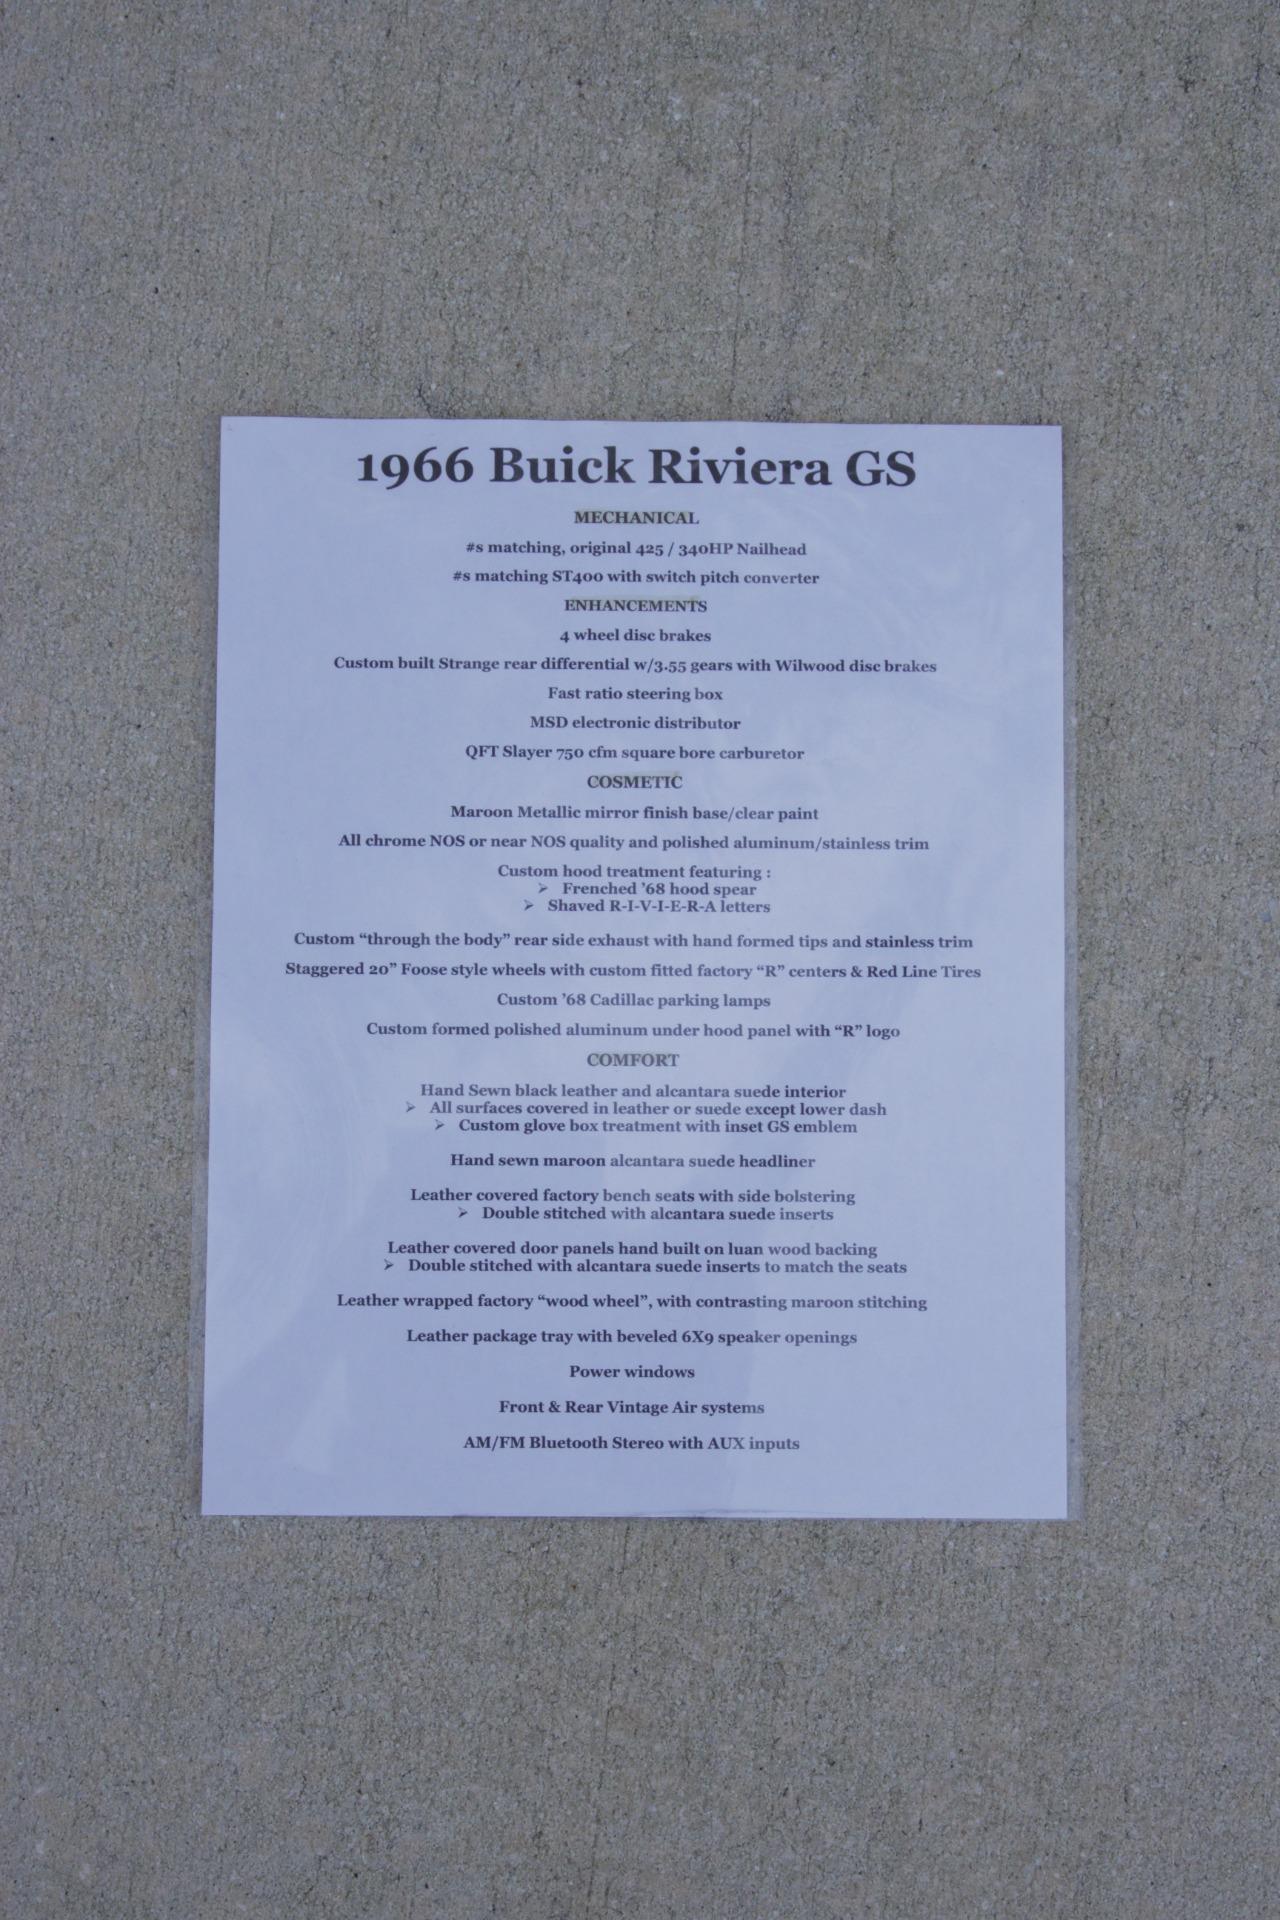 1966 Buick Riviera GS
MECHANICAL
#s matching, original 425 / 340HP Nailhead
#s matching ST400 with switch pitch converter
ENHANCEMENTS
4 wheel disc brakes
Custom built Strange rear differential w/3.55 gears with Wilwood disc brakes
Fast ratio steering box
MSD electronic distributor
QFT Slayer 750 cfm square bore carburetor
COSMETIC
Maroon Metallic mirror finish base/clear paint
All chrome NOS or near NOS quality and polished aluminum/stainless trim
Custom hood treatment featuring :
➢ Frenched ’68 hood spear
➢ Shaved R-I-V-I-E-R-A letters
Custom “through the body” rear side exhaust with hand formed tips and stainless trim
Staggered 20” Foose style wheels with custom fitted factory “R” centers & Red Line Tires
Custom ’68 Cadillac parking lamps
Custom formed polished aluminum under hood panel with “R” logo
COMFORT
Hand Sewn black leather and alcantara suede interior
➢ All surfaces covered in leather or suede except lower dash
➢ Custom glove box treatment with inset GS emblem
Hand sewn maroon alcantara suede headliner
Leather covered factory bench seats with side bolstering
➢ Double stitched with alcantara suede inserts
Leather covered door panels hand built on luan wood backing
➢ Double stitched with alcantara suede inserts to match the seats
Leather wrapped factory “wood wheel”, with contrasting maroon stitching
Leather package tray with beveled 6X9 speaker openings
Power windows
Front & Rear Vintage Air systems
AM/FM Bluetooth Stereo with AUX inputs